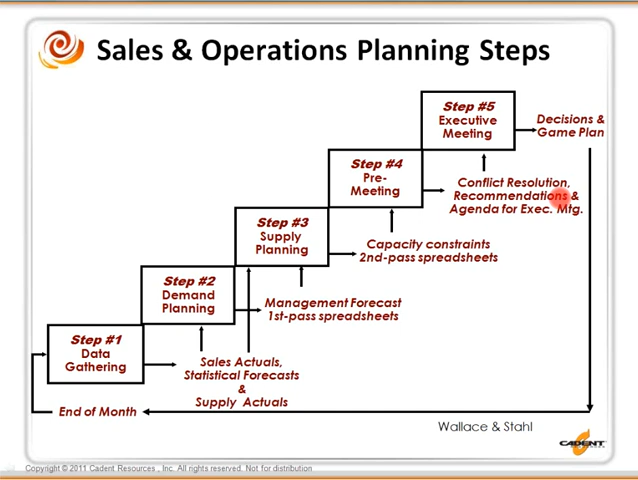 Sales & Operations Planning Steps
Step #5
Executive
Meeting
Decisions &
Game Plan
Step #4
Pre-
Meeting
Conflict Resolution,
Recommendations &
Agenda for Exec. Mtg.
Step #3
Supply
Planning
Capacity constraints
2nd-pass spreadsheets
Step #2
Demand
Planning
Management Forecast
1st-pass spreadsheets
Step #1
Data
Gathering
Sales Actuals,
Statistical Forecasts
&
Supply Actuals
End of Month
Wallace & Stahl
CADENT
Copyright © 2011 Cadent Resources , Inc. All rights reserved. Not for distribution